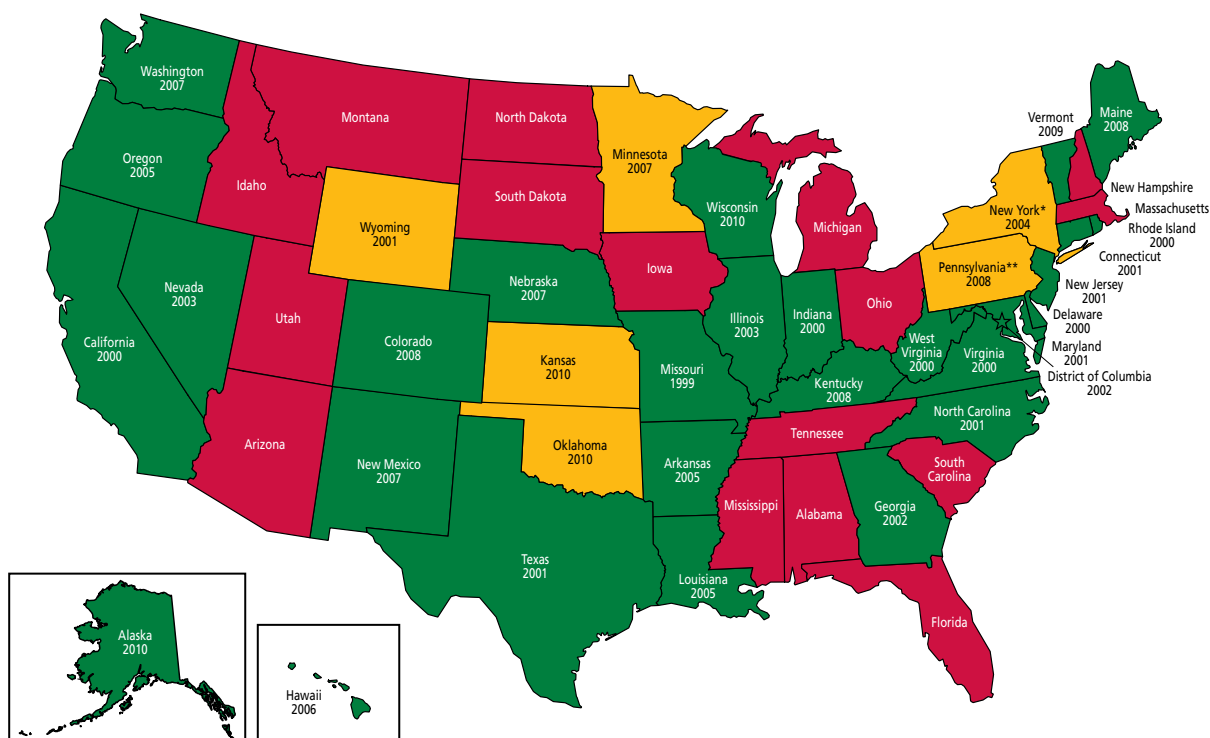 Washington
2007
Oregon
2005
California
2000
Nevada
2003
Idaho
Montana
Wyoming
2001
Utah
Colorado
2008
Arizona
New Mexico
2007
North Dakota
South Dakota
Nebraska
2007
Kansas
2010
Oklahoma
2010
Texas
2001
Minnesota
2007
Iowa
Missouri
1999
Arkansas
2005
Louisiana
2005
Wisconsin
2010
Illinois
2003
Michigan
Indiana
2000
Ohio
Kentucky
2008
Tennessee
Mississippi
Alabama
Georgia
2002
Florida
South
Carolina
North Carolina
2001
West
Virginia
2000
Virginia
2000
Pennsylvania**
2008
New York*
2004
Vermont
2009
Maine
2008
New Hampshire
Massachusetts
Rhode Island
2000
Connecticut
2001
New Jersey
2001
Delaware
2000
Maryland
2001
District of Columbia
2002
Alaska
2010
Hawaii
2006